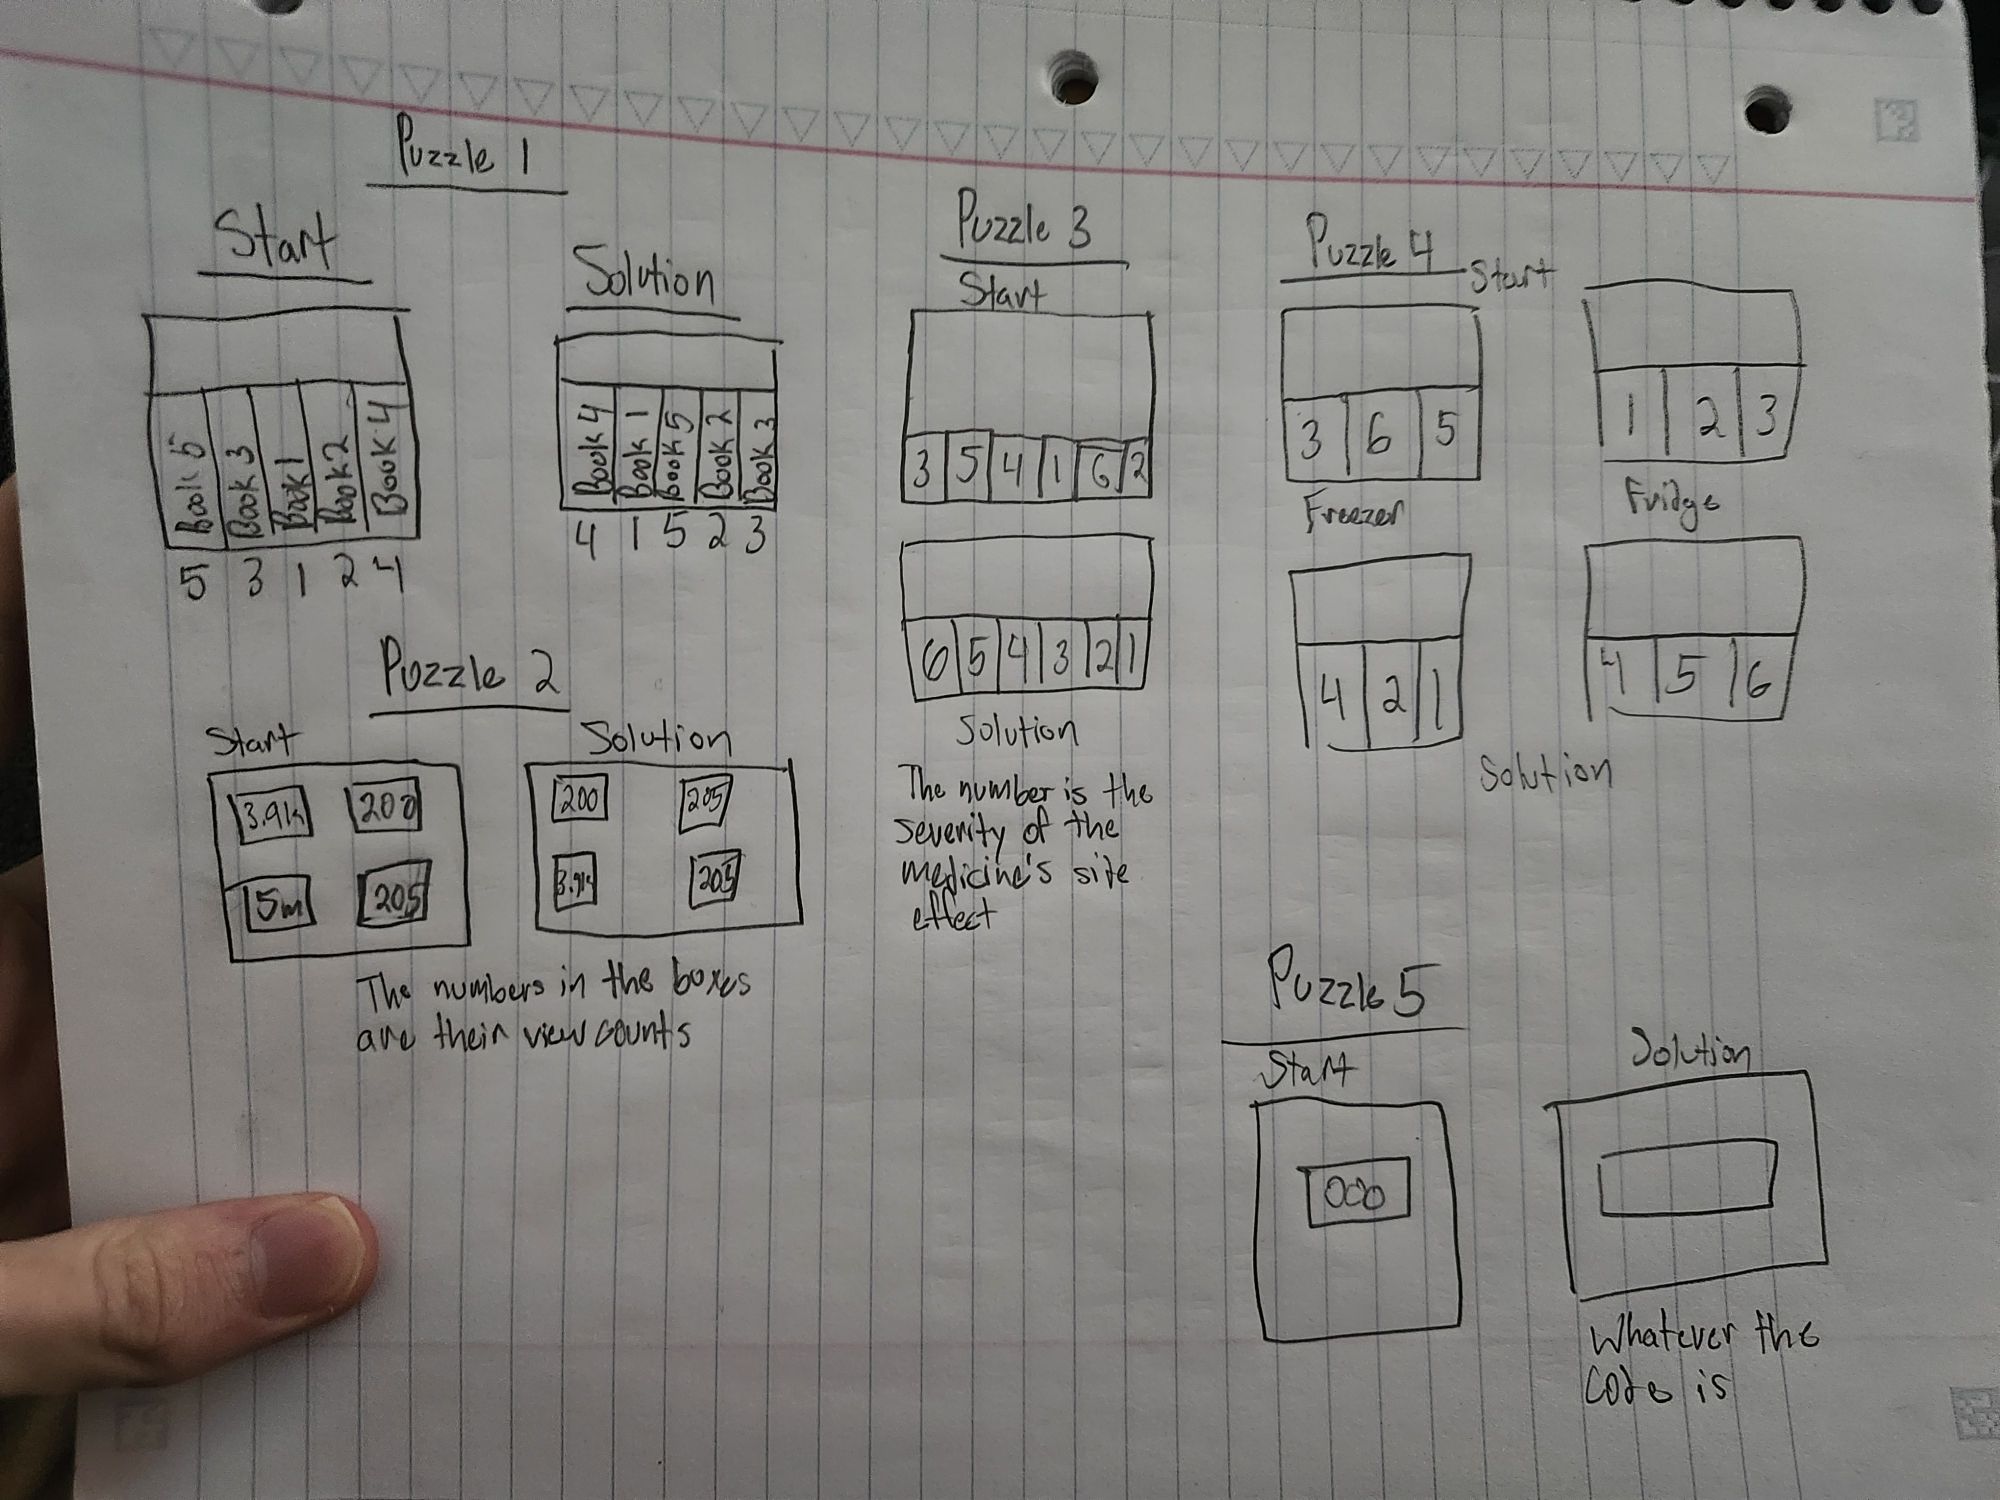 Puzzle 1
Start
Book 5
Book 3
Book 1
Book 2
Book 4
5 3 1 2 4
Solution
Book 4
Book 1
Book 5
Book 2
Book 3
4 1 5 2 3
Puzzle 2
Start
3.9k 200
5m 205
Solution
200 205
3.9k 205
The numbers in the boxes
are their view counts
Puzzle 3
Start
3 5 4 1 6 2
6 5 4 3 2 1
Solution
The number is the
severity of the
medicine's site
effect
Puzzle 4
Start
3 6 5
Freezer
1 2 3
Fridge
4 2 1
4 5 6
Solution
Puzzle 5
Start
000
Solution
Whatever the
code is